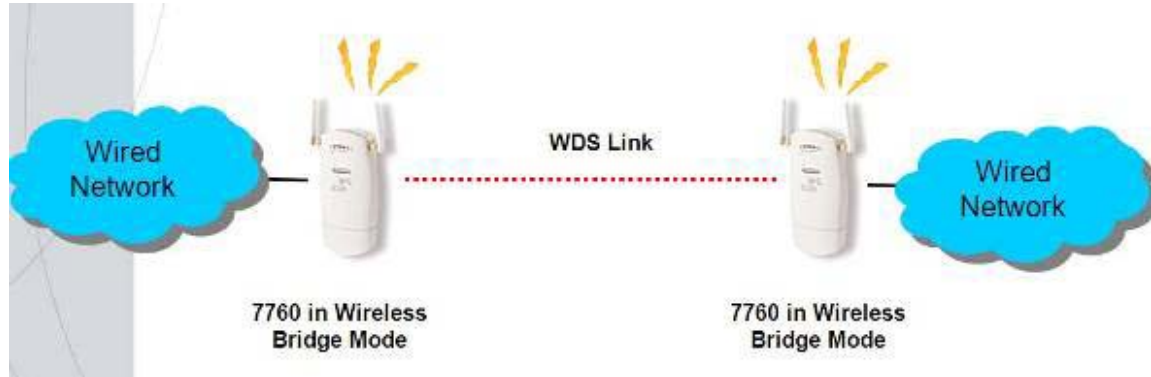 Wired
Network
WDS Link
Wired
Network
7760 in Wireless
Bridge Mode
7760 in Wireless
Bridge Mode